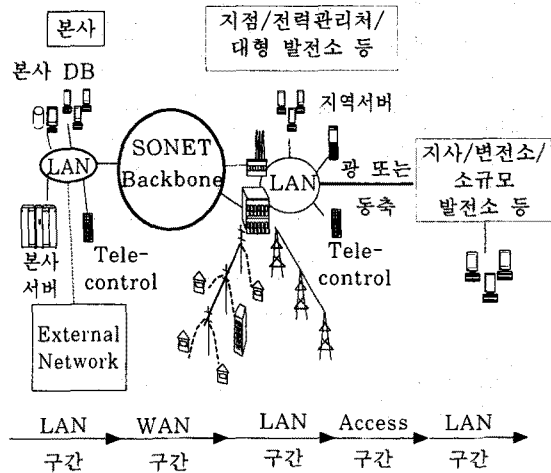 본사
지점/전력관리처/
대형 발전소 등
본사 DB
지역서버
LAN
SONET
Backbone
LAN
광 또는
동축
지사/변전소/
소규모
발전소 등
본사
서버
Tele-
control
Tele-
control
External
Network
LAN
구간
WAN
구간
LAN
구간
Access
구간
LAN
구간